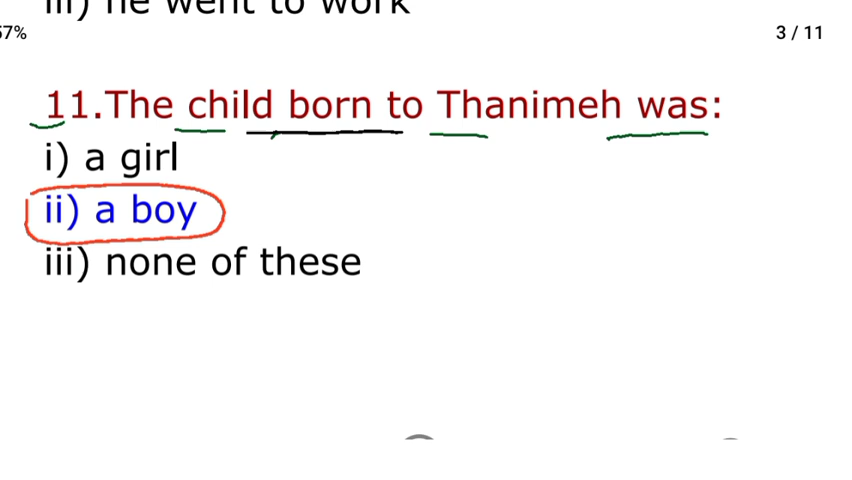 iii) he went to work
57%
3 / 11
11.The child born to Thanimeh was:
i) a girl
ii) a boy
iii) none of these